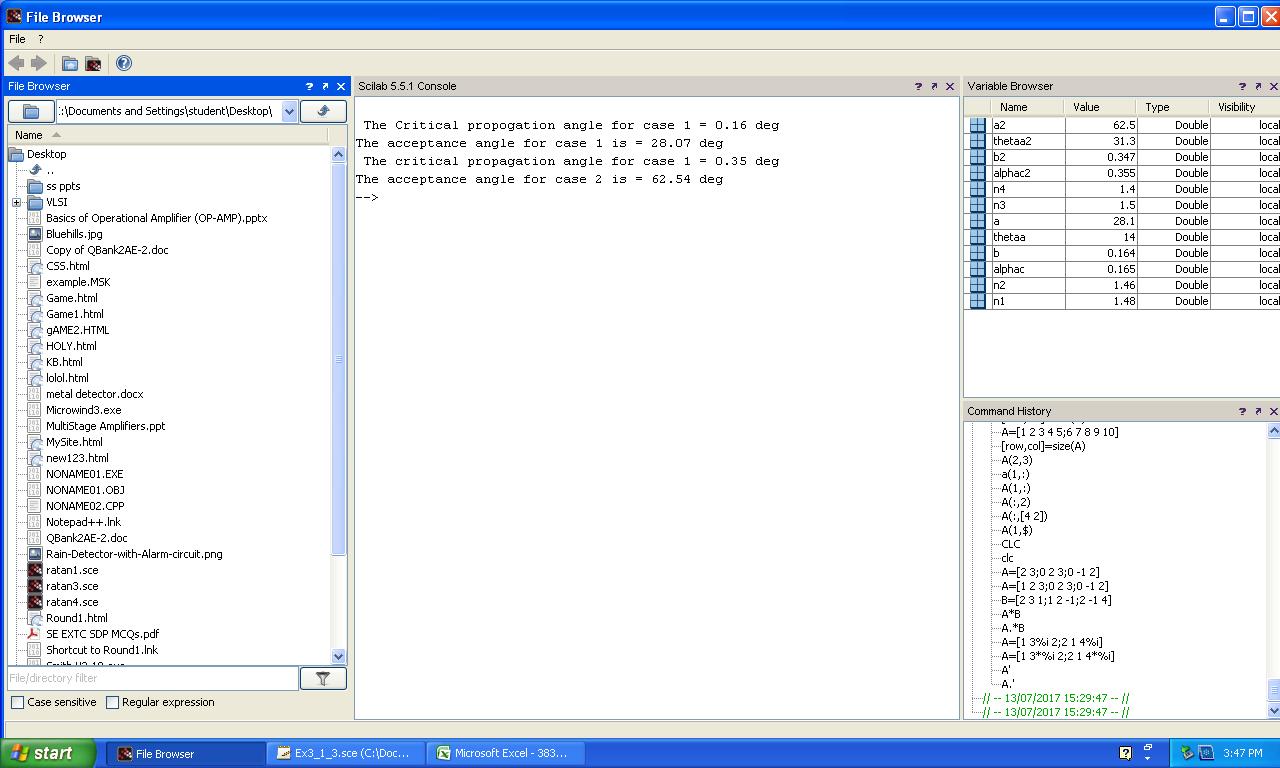 File Browser
File ?
File Browser ? ↗ X
:\Documents and Settings\student\Desktop\
Name
Desktop
..
ss ppts
VLSI
Basics of Operational Amplifier (OP-AMP).pptx
Bluehills.jpg
Copy of QBank2AE-2.doc
CSS.html
example.MSK
Game.html
Game1.html
gAME2.HTML
HOLY.html
KB.html
lolol.html
metal detector.docx
Microwind3.exe
MultiStage Amplifiers.ppt
MySite.html
new123.html
NONAME01.EXE
NONAME01.OBJ
NONAME02.CPP
Notepad++.lnk
QBank2AE-2.doc
Rain-Detector-with-Alarm-circuit.png
ratan1.sce
ratan3.sce
ratan4.sce
Round1.html
SE EXTC SDP MCQs.pdf
Shortcut to Round1.lnk
File/directory filter
Case sensitive Regular expression
Scilab 5.5.1 Console ? ↗ X
The Critical propogation angle for case 1 = 0.16 deg
The acceptance angle for case 1 is = 28.07 deg
The critical propagation angle for case 1 = 0.35 deg
The acceptance angle for case 2 is = 62.54 deg
-->
Variable Browser ? ↗ X
Name Value Type Visibility
a2 62.5 Double local
thetaa2 31.3 Double local
b2 0.347 Double local
alphac2 0.355 Double local
n4 1.4 Double local
n3 1.5 Double local
a 28.1 Double local
thetaa 14 Double local
b 0.164 Double local
alphac 0.165 Double local
n2 1.46 Double local
n1 1.48 Double local
Command History ? ↗ X
A=[1 2 3 4 5;6 7 8 9 10]
[row,col]=size(A)
A(2,3)
a(1,:)
A(1,:)
A(:,2)
A(:,[4 2])
A(1,$)
CLC
clc
A=[2 3;0 2 3;0 -1 2]
A=[1 2 3;0 2 3;0 -1 2]
B=[2 3 1;1 2 -1;2 -1 4]
A*B
A.*B
A=[1 3%i 2;2 1 4%i]
A=[1 3*%i 2;2 1 4*%i]
A'
A.'
// -- 13/07/2017 15:29:47 -- //
// -- 13/07/2017 15:29:47 -- //
start File Browser Ex3_1_3.sce (C:\Doc... Microsoft Excel - 383... 3:47 PM